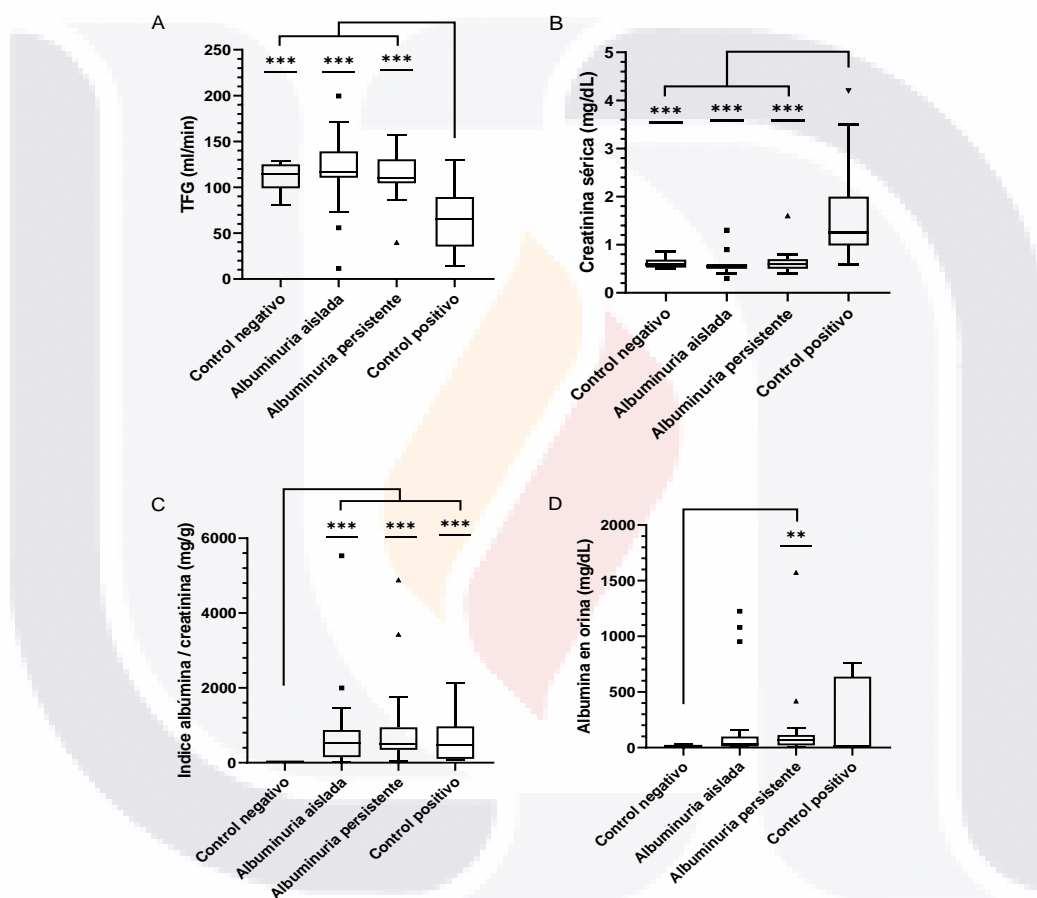 A
TFG (ml/min)
250
200
150
100
50
0
***
***
***
Control negativo
Albuminuria aislada
Albuminuria persistente
Control positivo
B
Creatinina sérica (mg/dL)
5
4
3
2
1
0
***
***
***
Control negativo
Albuminuria aislada
Albuminuria persistente
Control positivo
C
Indice albúmina / creatinina (mg/g)
6000
4000
2000
0
***
***
***
Control negativo
Albuminuria aislada
Albuminuria persistente
Control positivo
D
Albumina en orina (mg/dL)
2000
1500
1000
500
0
**
Control negativo
Albuminuria aislada
Albuminuria persistente
Control positivo